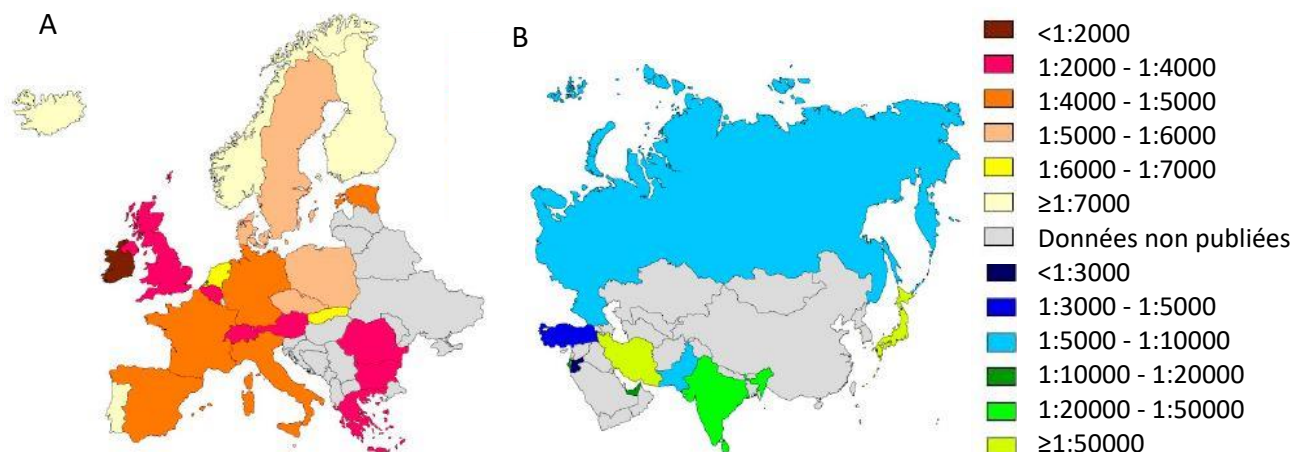 A
B
<1:2000
1:2000 - 1:4000
1:4000 - 1:5000
1:5000 - 1:6000
1:6000 - 1:7000
≥1:7000
Données non publiées
<1:3000
1:3000 - 1:5000
1:5000 - 1:10000
1:10000 - 1:20000
1:20000 - 1:50000
≥1:50000